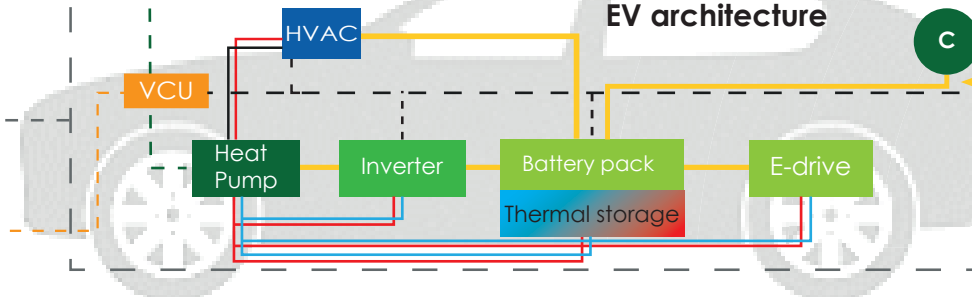 EV architecture
HVAC
C
VCU
Heat
Pump
Inverter
Battery pack
E-drive
Thermal storage